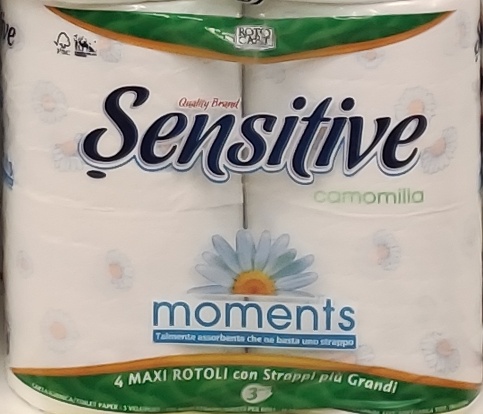 ROTO
CART
FSC
Quality Brand
Sensitive
camomilla
moments
Talmente assorbente che ne basta uno strappo
4 MAXI ROTOLI con Strappi più Grandi
3